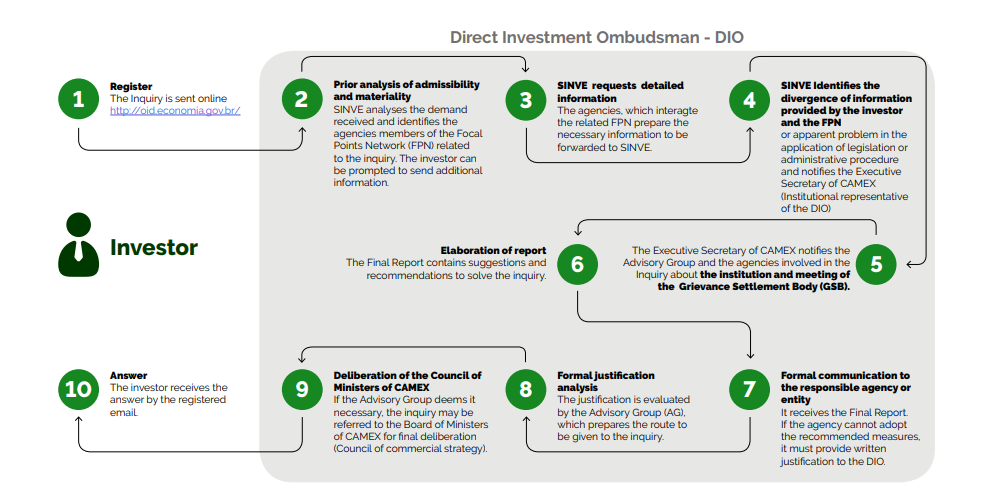 Direct Investment Ombudsman - DIO
1
Register
The Inquiry is sent online
http://oid.economia.gov.br/
2
Prior analysis of admissibility
and materiality
SINVE analyses the demand
received and identifies the
agencies members of the Focal
Points Network (FPN) related
to the inquiry. The investor can
be prompted to send additional
information.
3
SINVE requests detailed
information
The agencies, which interagte
the related FPN prepare the
necessary information to be
forwarded to SINVE.
4
SINVE Identifies the
divergence of information
provided by the investor
and the FPN
or apparent problem in the
application of legislation or
administrative procedure
and notifies the Executive
Secretary of CAMEX
(Institutional representative
of the DIO)
Investor
5
The Executive Secretary of CAMEX notifies the
Advisory Group and the agencies involved in the
Inquiry about the institution and meeting of
the Grievance Settlement Body (GSB).
6
Elaboration of report
The Final Report contains suggestions and
recommendations to solve the inquiry.
7
Formal communication to
the responsible agency or
entity
It receives the Final Report.
If the agency cannot adopt
the recommended measures,
it must provide written
justification to the DIO.
8
Formal justification
analysis
The justification is evaluated
by the Advisory Group (AG),
which prepares the route to
be given to the inquiry.
9
Deliberation of the Council of
Ministers of CAMEX
If the Advisory Group deems it
necessary, the inquiry may be
referred to the Board of Ministers
of CAMEX for final deliberation
(Council of commercial strategy).
10
Answer
The investor receives the
answer by the registered
email.